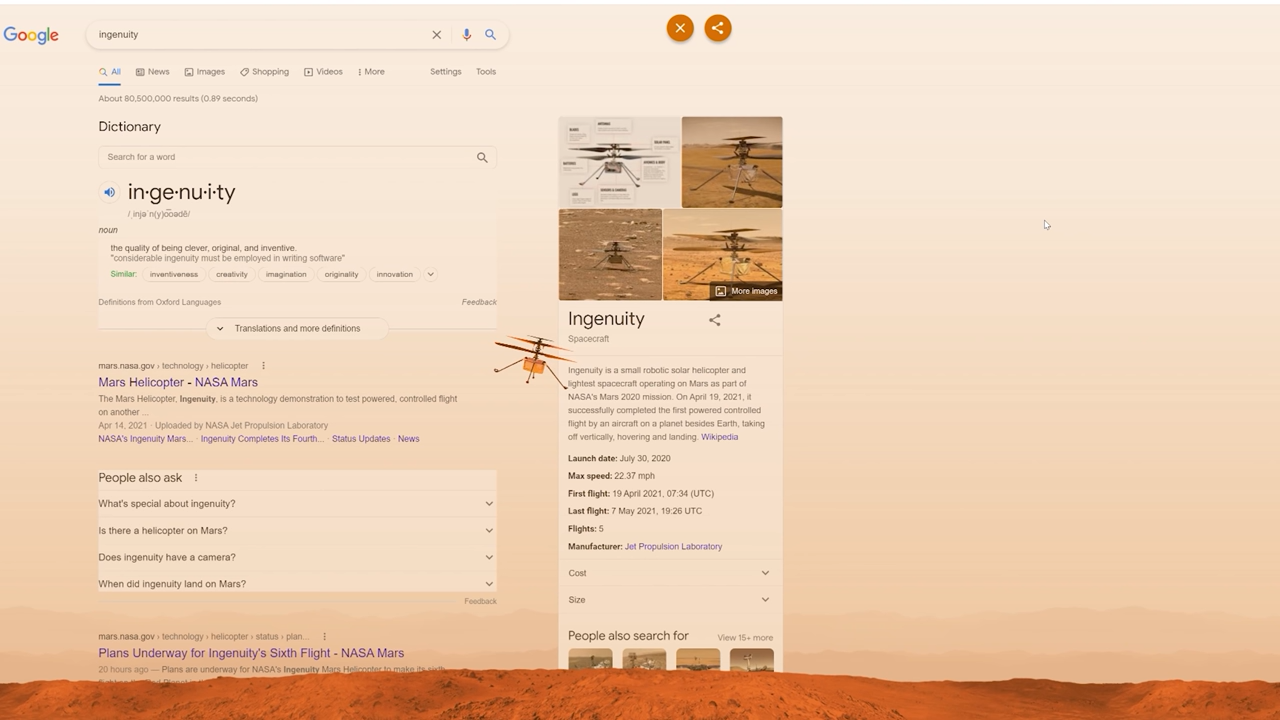 Google
ingenuity
All
News
Images
Shopping
Videos
More
Settings
Tools
About 80,500,000 results (0.89 seconds)
Dictionary
Search for a word
in·ge·nu·i·ty
/ˌinjəˈn(y)o͞oədē/
noun
the quality of being clever, original, and inventive.
"considerable ingenuity must be employed in writing software"
Similar:
inventiveness
creativity
imagination
originality
innovation
Definitions from Oxford Languages
Feedback
Translations and more definitions
mars.nasa.gov › technology › helicopter
Mars Helicopter - NASA Mars
The Mars Helicopter, Ingenuity, is a technology demonstration to test powered, controlled flight
on another ...
Apr 14, 2021 · Uploaded by NASA Jet Propulsion Laboratory
NASA's Ingenuity Mars... · Ingenuity Completes Its Fourth... · Status Updates · News
People also ask
What's special about ingenuity?
Is there a helicopter on Mars?
Does ingenuity have a camera?
When did ingenuity land on Mars?
Feedback
mars.nasa.gov › technology › helicopter › status › plan...
Plans Underway for Ingenuity's Sixth Flight - NASA Mars
20 hours ago — Plans are underway for NASA's Ingenuity Mars Helicopter to make its sixth
More images
Ingenuity
Spacecraft
Ingenuity is a small robotic solar helicopter and
lightest spacecraft operating on Mars as part of
NASA's Mars 2020 mission. On April 19, 2021, it
successfully completed the first powered controlled
flight by an aircraft on a planet besides Earth, taking
off vertically, hovering and landing. Wikipedia
Launch date: July 30, 2020
Max speed: 22.37 mph
First flight: 19 April 2021, 07:34 (UTC)
Last flight: 7 May 2021, 19:26 UTC
Flights: 5
Manufacturer: Jet Propulsion Laboratory
Cost
Size
People also search for
View 15+ more